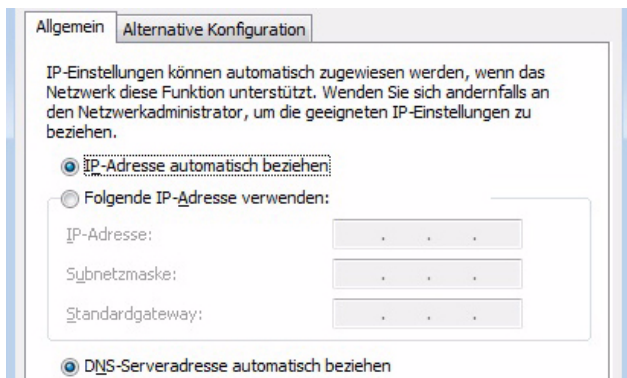 Allgemein
Alternative Konfiguration
IP-Einstellungen können automatisch zugewiesen werden, wenn das
Netzwerk diese Funktion unterstützt. Wenden Sie sich andernfalls an
den Netzwerkadministrator, um die geeigneten IP-Einstellungen zu
beziehen.
IP-Adresse automatisch beziehen
Folgende IP-Adresse verwenden:
IP-Adresse: . . .
Subnetzmaske: . . .
Standardgateway: . . .
DNS-Serveradresse automatisch beziehen